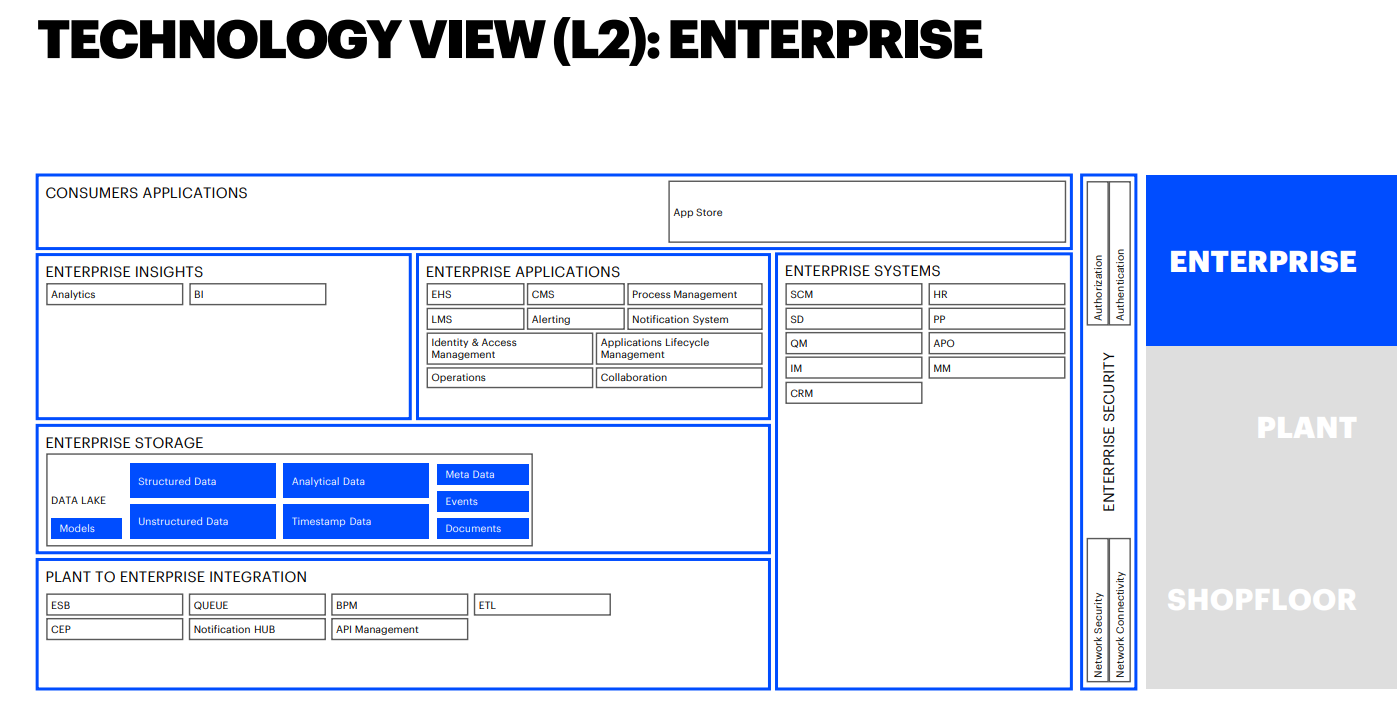 TECHNOLOGY VIEW (L2): ENTERPRISE
CONSUMERS APPLICATIONS
App Store
ENTERPRISE INSIGHTS
Analytics
BI
ENTERPRISE APPLICATIONS
EHS
CMS
Process Management
LMS
Alerting
Notification System
Identity & Access
Management
Applications Lifecycle
Management
Operations
Collaboration
ENTERPRISE SYSTEMS
SCM
HR
SD
PP
QM
APO
IM
MM
CRM
ENTERPRISE STORAGE
DATA LAKE
Models
Structured Data
Analytical Data
Unstructured Data
Timestamp Data
Meta Data
Events
Documents
PLANT TO ENTERPRISE INTEGRATION
ESB
QUEUE
BPM
ETL
CEP
Notification HUB
API Management
Authorization
Authentication
ENTERPRISE SECURITY
Network Security
Network Connectivity
ENTERPRISE
PLANT
SHOPFLOOR